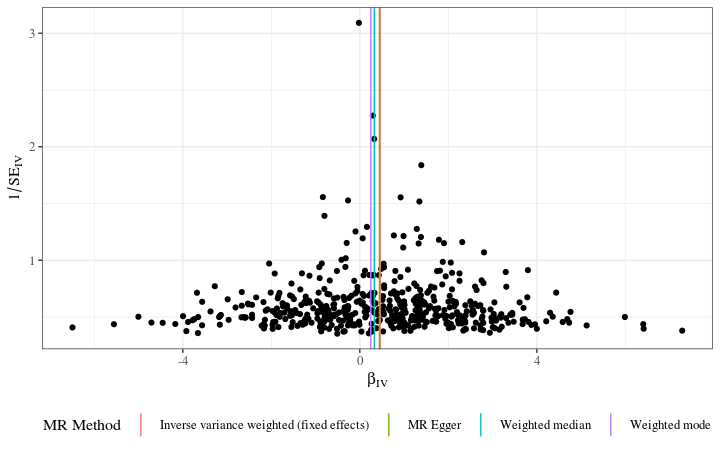 3
2
1
1/SE_IV
-4 0 4
β_IV
MR Method Inverse variance weighted (fixed effects) MR Egger Weighted median Weighted mode